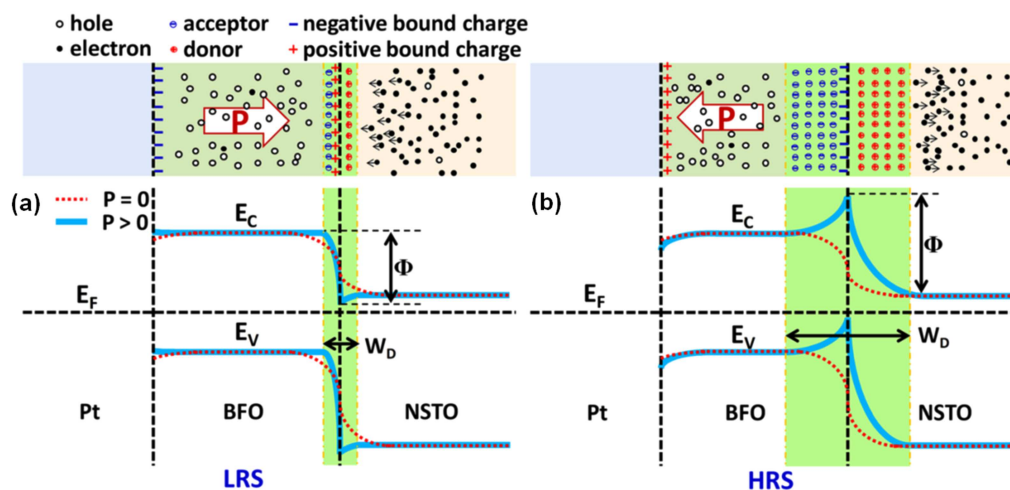 hole acceptor negative bound charge
electron donor positive bound charge
P P
(a) P = 0 (b)
P > 0
E_C E_C
Φ Φ
E_F E_F
E_V W_D E_V W_D
Pt BFO NSTO Pt BFO NSTO
LRS HRS